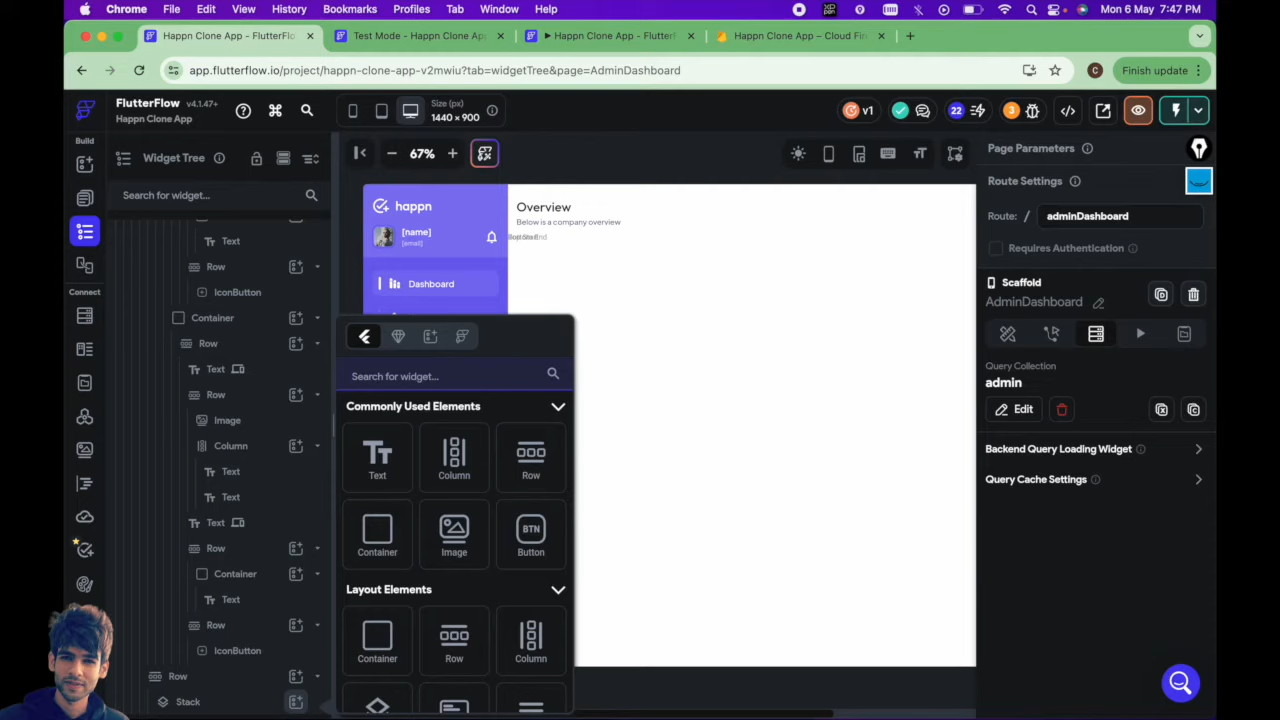 Chrome File Edit View History Bookmarks Profiles Tab Window Help
Mon 6 May 7:47 PM
Happn Clone App - FlutterFl
Test Mode - Happn Clone Ap
Happn Clone App - Flutterf
Happn Clone App – Cloud Fir
app.flutterflow.io/project/happn-clone-app-v2mwiu?tab=widgetTree&page=AdminDashboard
C
Finish update
FlutterFlow v4.1.47+
Happn Clone App
Size (px)
1440 × 900
v1
22
3
Build
Widget Tree
67%
Page Parameters
Search for widget...
Route Settings
Route: / adminDashboard
Requires Authentication
Text
Row
IconButton
Connect
Container
Row
Text
Row
Image
Column
Text
Text
Text
Row
Container
Text
Row
IconButton
Row
Stack
happn
[name]
[email]
Dashboard
Overview
Below is a company overview
Search for widget...
Commonly Used Elements
Text
Column
Row
Container
Image
BTN
Button
Layout Elements
Container
Row
Column
Scaffold
AdminDashboard
Query Collection
admin
Edit
Backend Query Loading Widget
Query Cache Settings